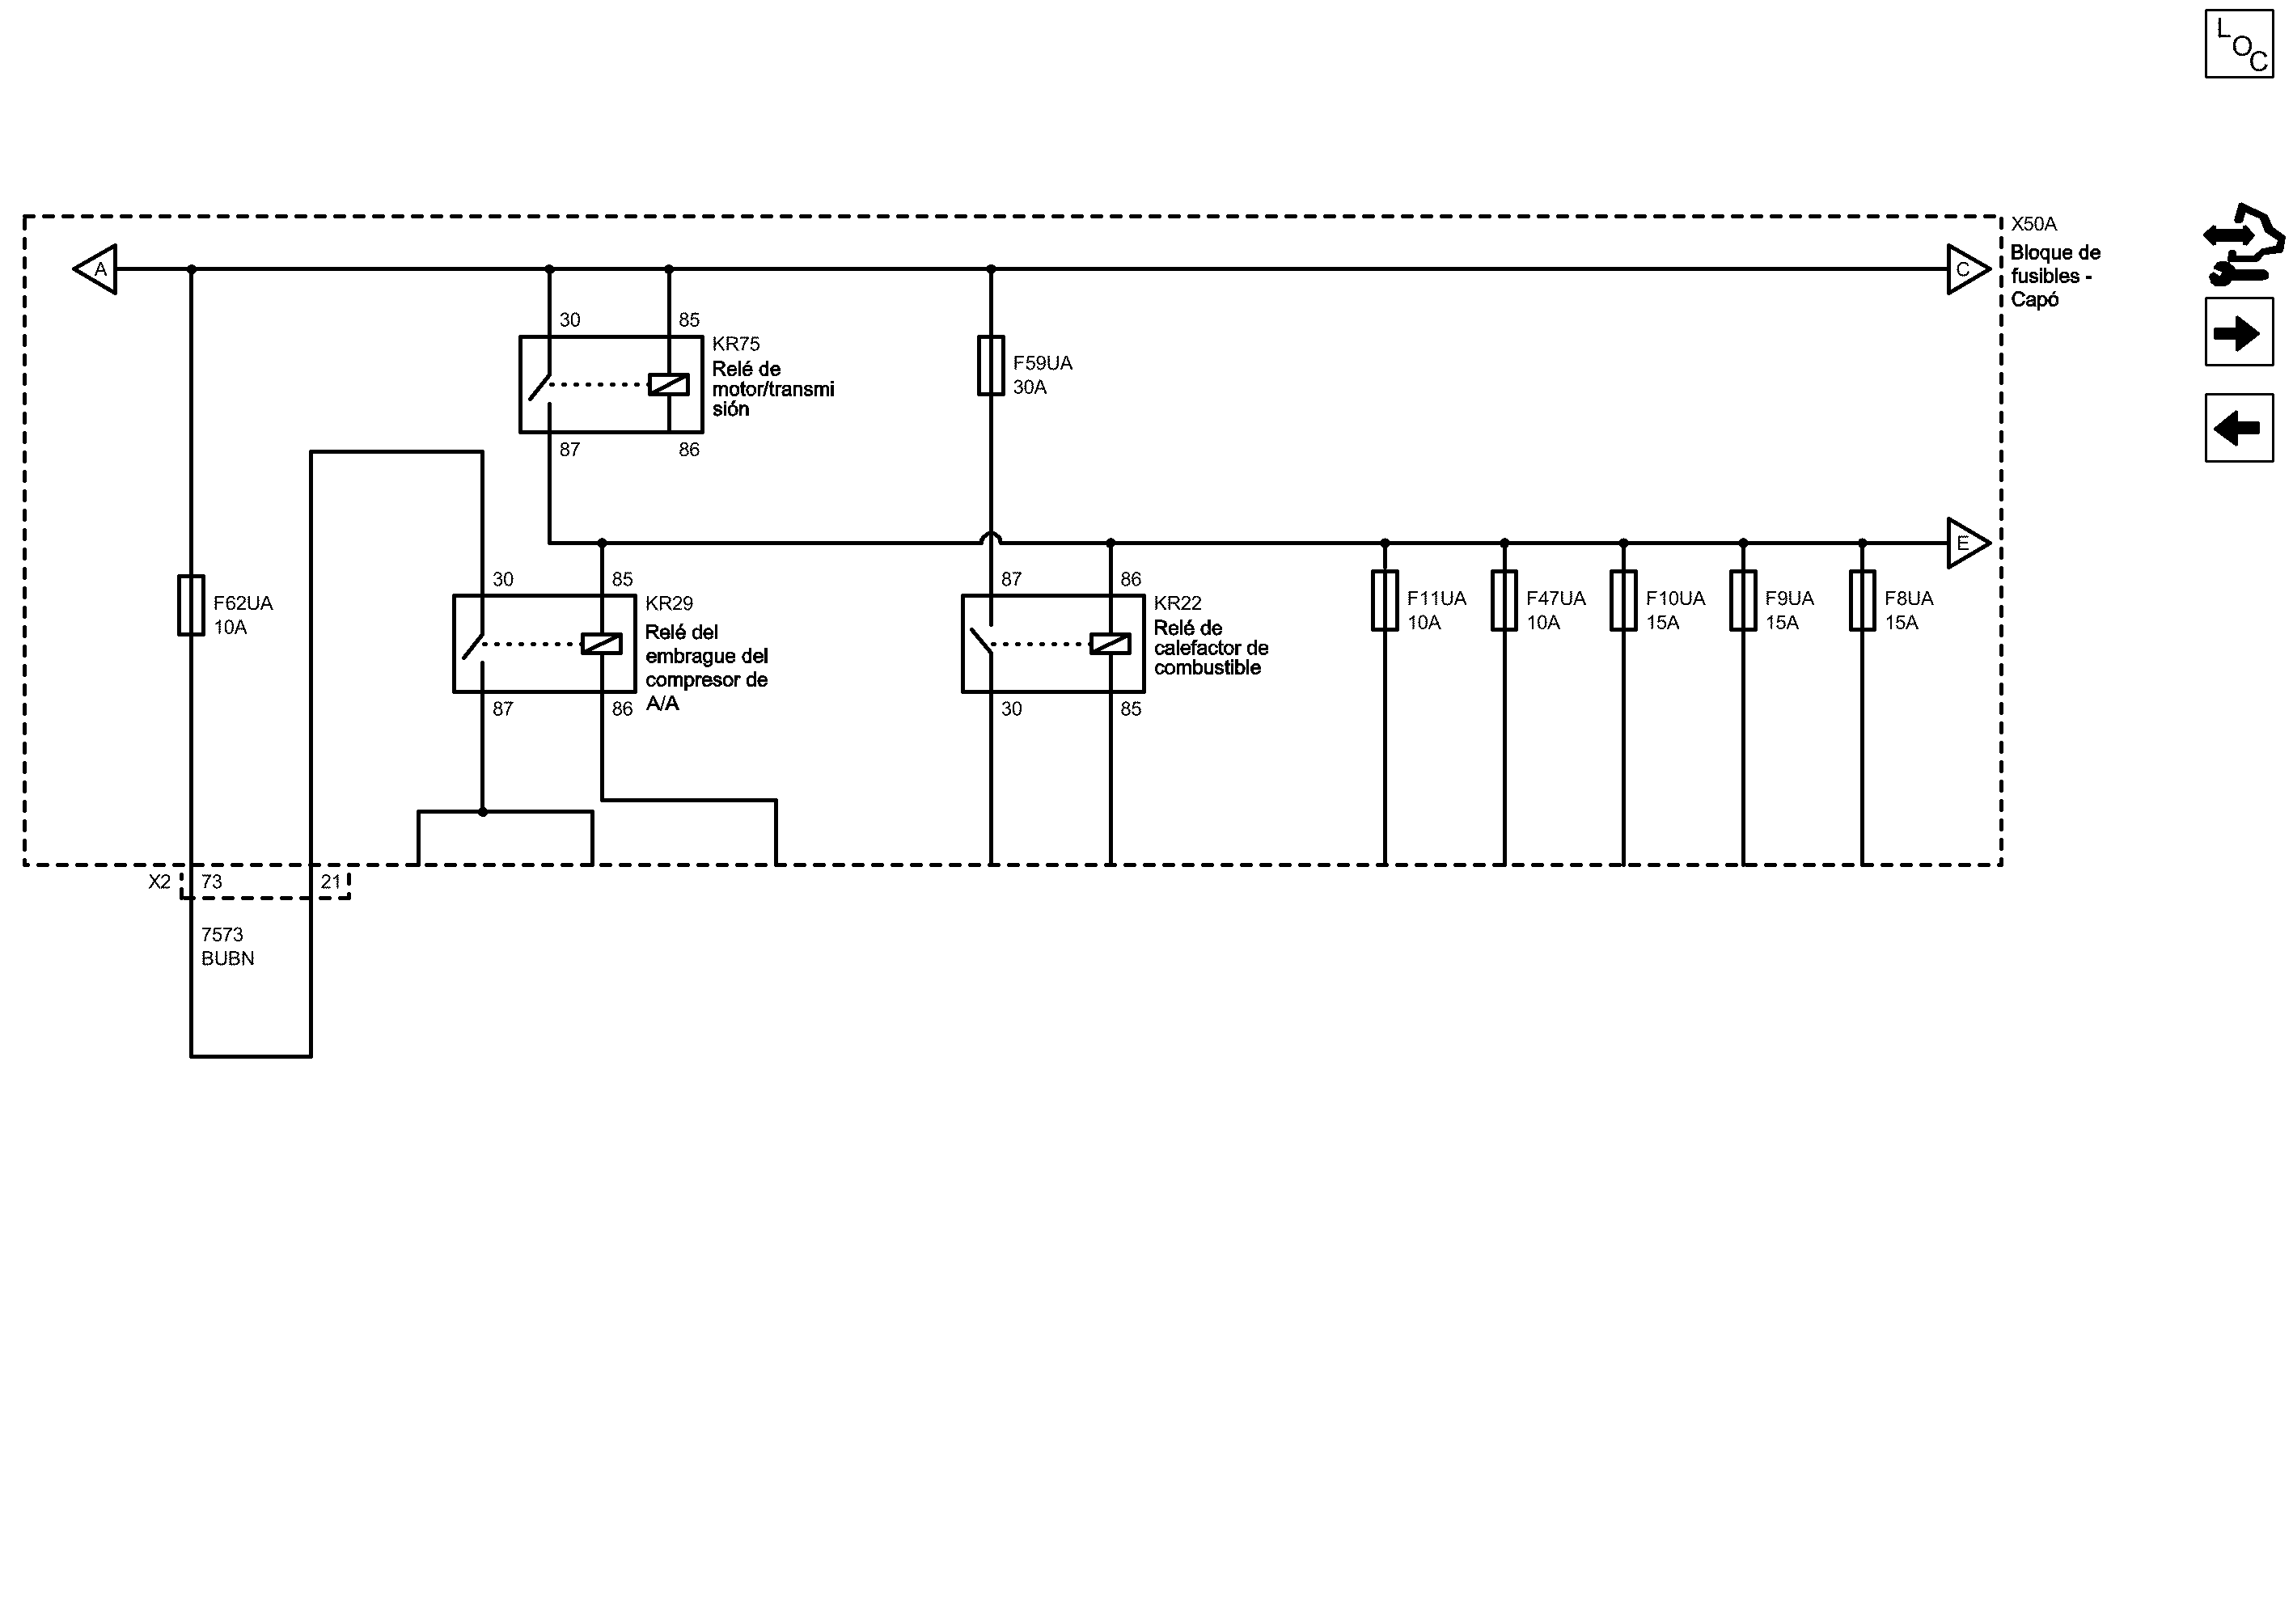 LOC
X50A
Bloque de
fusibles -
Capó
A
C
30
85
KR75
Relé de
motor/transmi
sión
87
86
F59UA
30A
E
F62UA
10A
30
85
KR29
Relé del
embrague del
compresor de
A/A
87
86
87
86
KR22
Relé de
calefactor de
combustible
30
85
F11UA
10A
F47UA
10A
F10UA
15A
F9UA
15A
F8UA
15A
X2
73
21
7573
BUBN